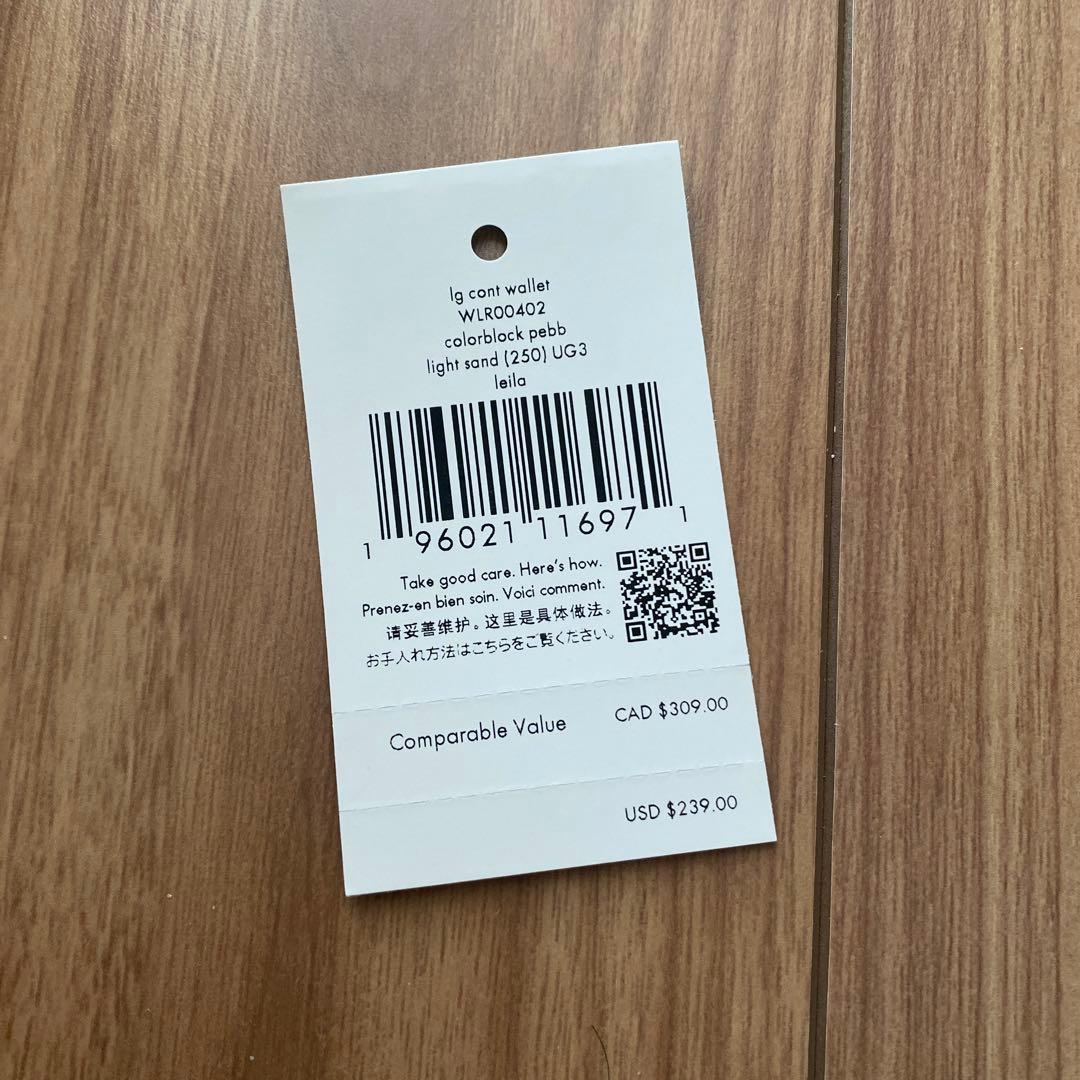 lg cont wallet
WLR00402
colorblock pebb
light sand (250) UG3
leila
1 96021 11697 1
Take good care. Here's how.
Prenez-en bien soin. Voici comment.
请妥善维护。这里是具体做法。
お手入れ方法はこちらをご覧ください。
Comparable Value CAD $309.00
USD $239.00